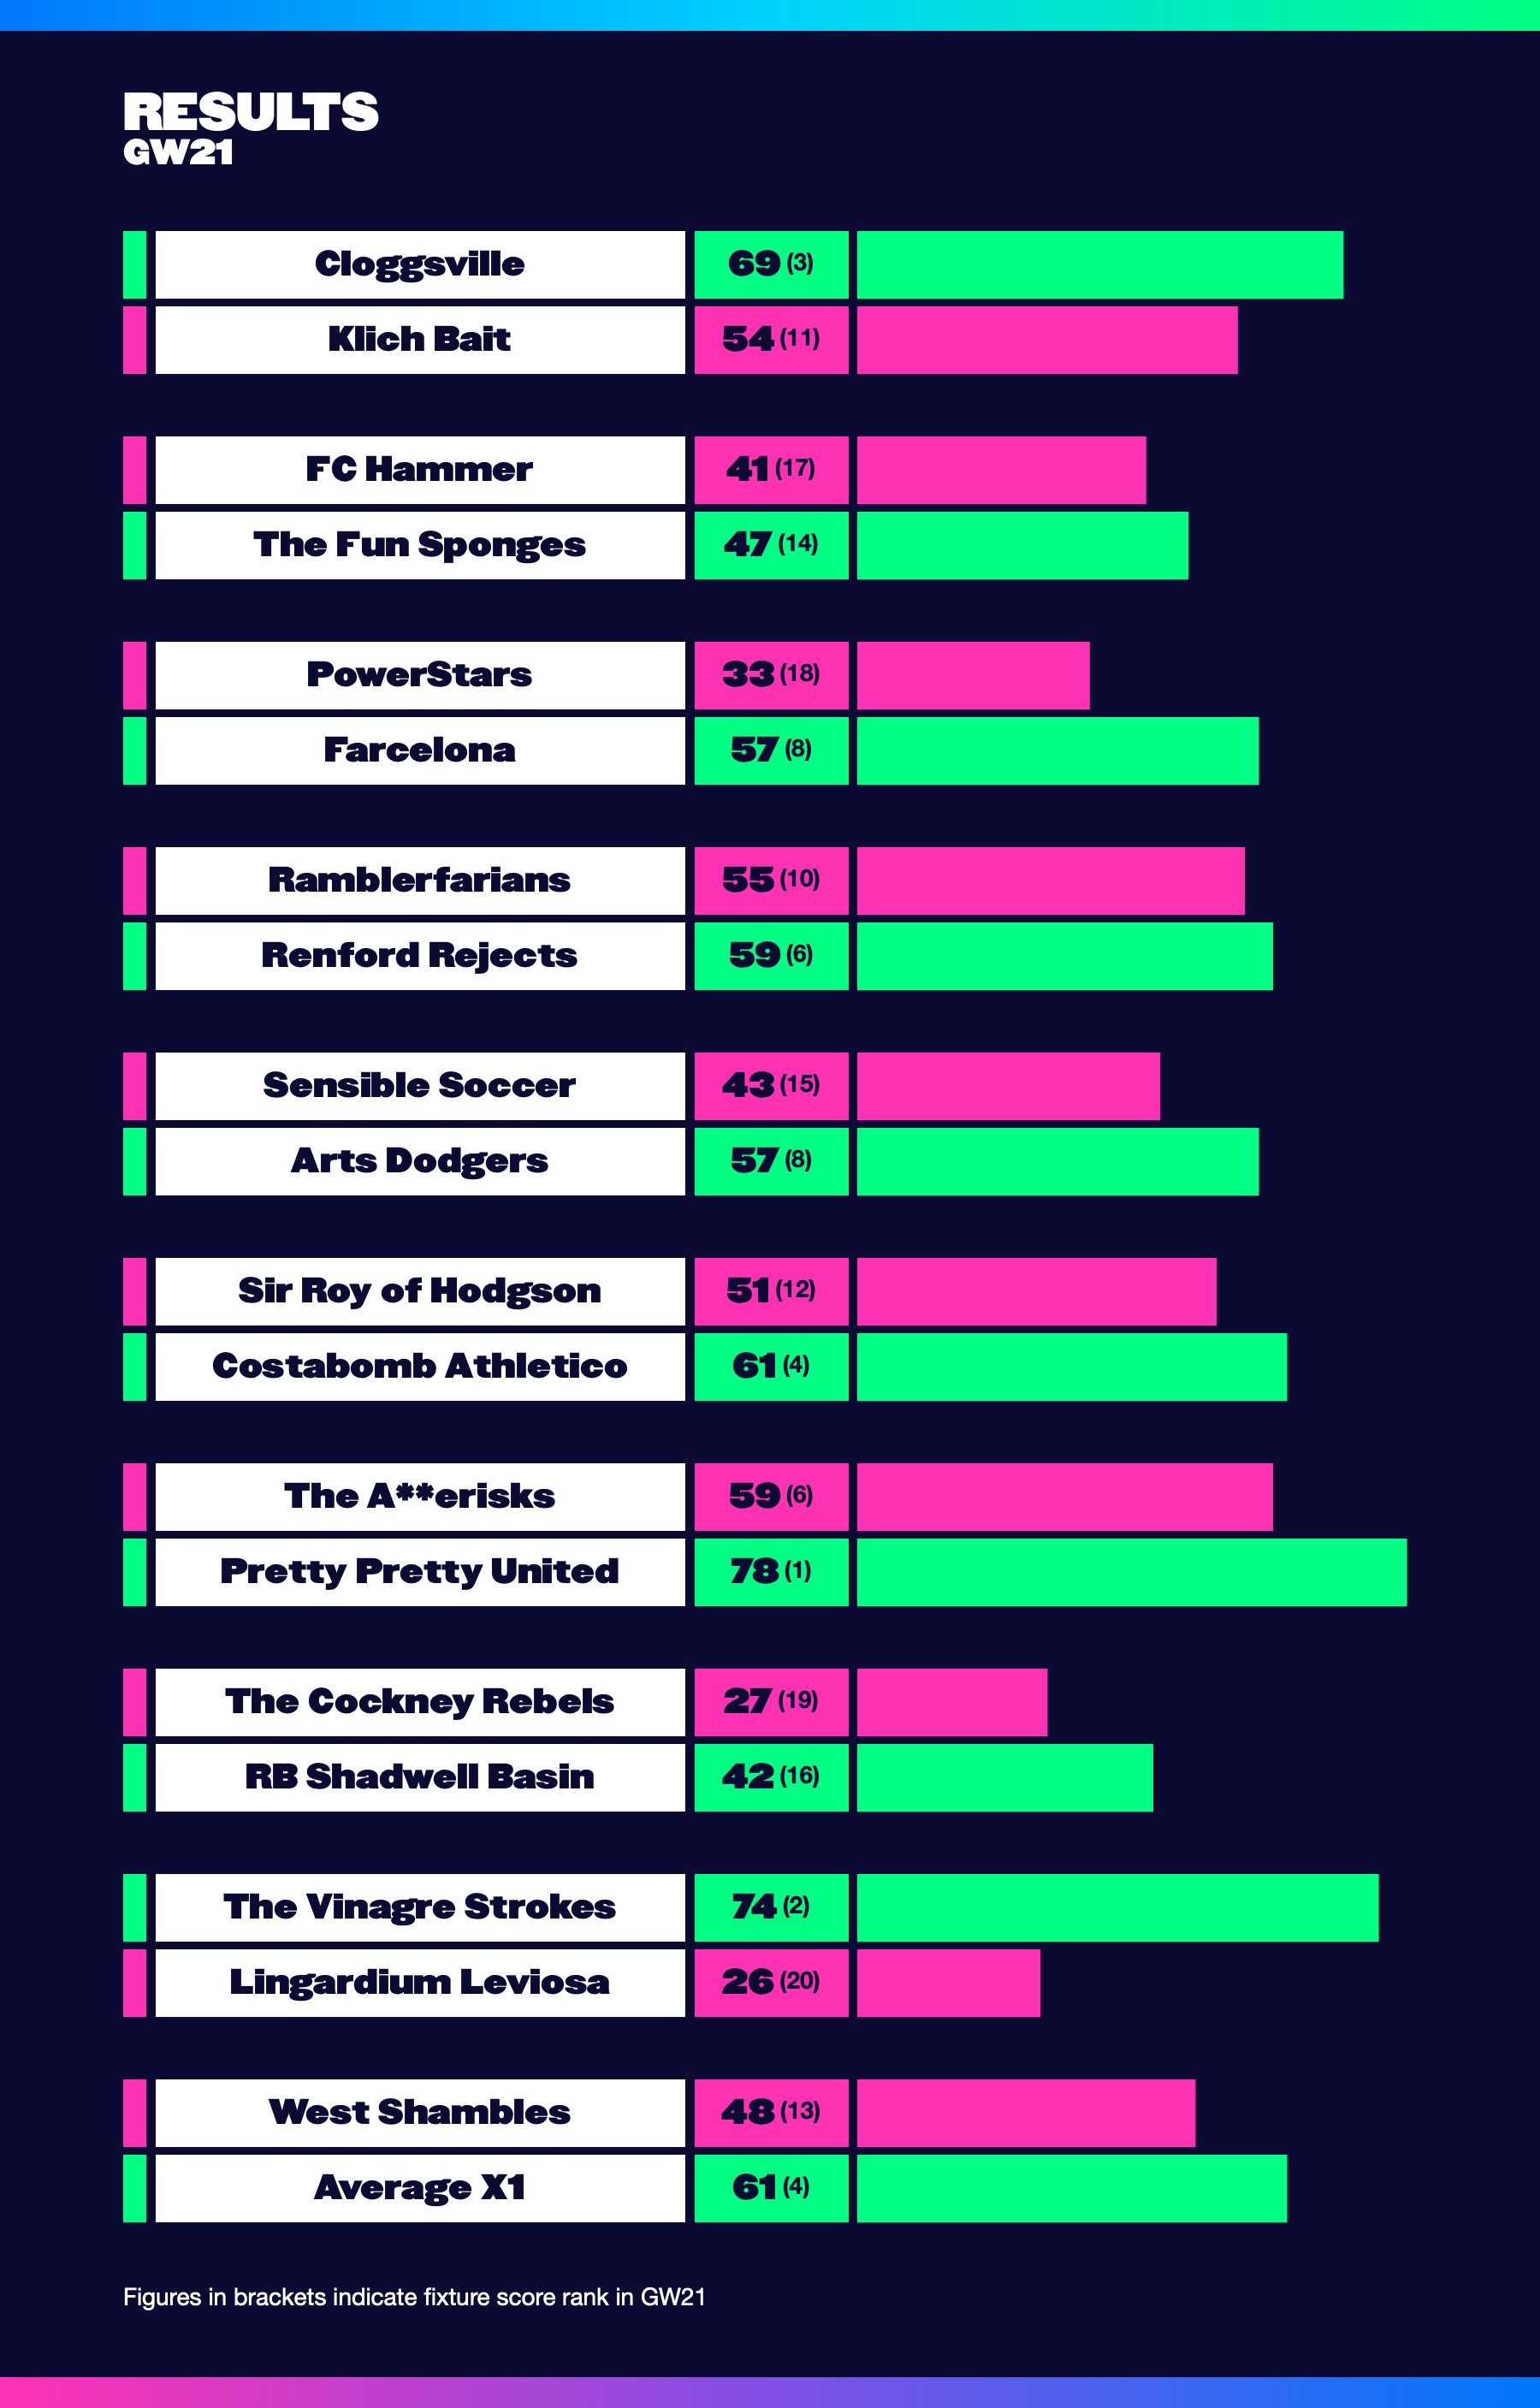 RESULTS
GW21
Cloggsville 69 (3)
Klich Bait 54 (11)
FC Hammer 41 (17)
The Fun Sponges 47 (14)
PowerStars 33 (18)
Farcelona 57 (8)
Ramblerfarians 55 (10)
Renford Rejects 59 (6)
Sensible Soccer 43 (15)
Arts Dodgers 57 (8)
Sir Roy of Hodgson 51 (12)
Costabomb Athletico 61 (4)
The A**erisks 59 (6)
Pretty Pretty United 78 (1)
The Cockney Rebels 27 (19)
RB Shadwell Basin 42 (16)
The Vinagre Strokes 74 (2)
Lingardium Leviosa 26 (20)
West Shambles 48 (13)
Average X1 61 (4)
Figures in brackets indicate fixture score rank in GW21